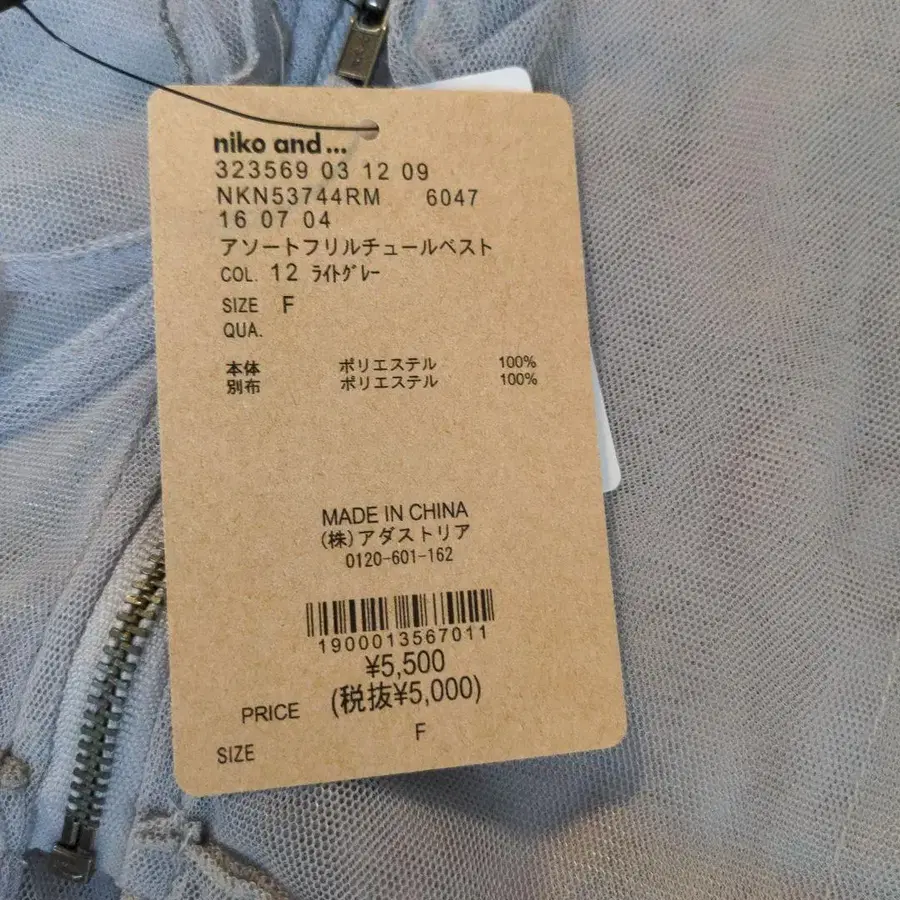 niko and...
323569 03 12 09
NKN53744RM 6047
16 07 04
アソートフリルチュールベスト
COL. 12 ﾗｲﾄｸﾞﾚｰ
SIZE F
QUA.
本体 ポリエステル 100%
別布 ポリエステル 100%
MADE IN CHINA
(株)アダストリア
0120-601-162
1900013567011
¥5,500
PRICE (税抜¥5,000)
SIZE F